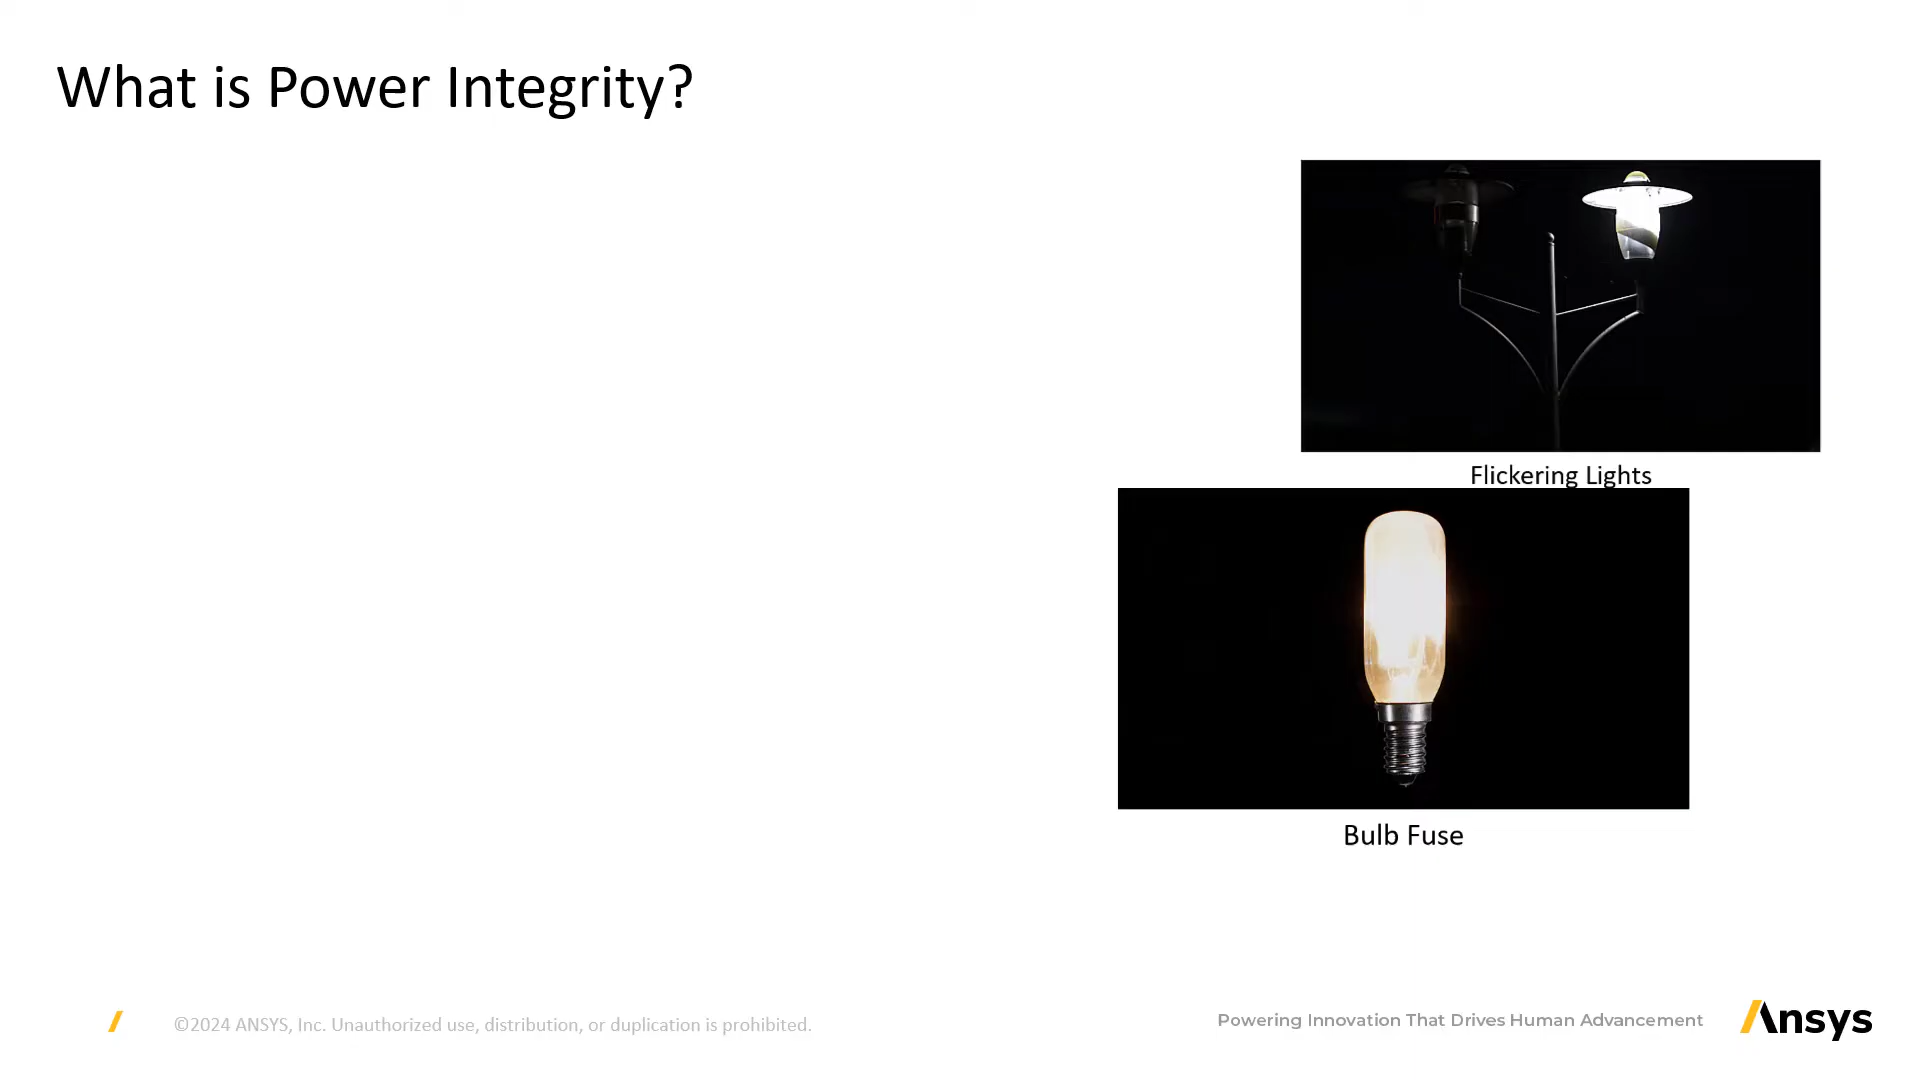 What is Power Integrity?
Flickering Lights
Bulb Fuse
©2024 ANSYS, Inc. Unauthorized use, distribution, or duplication is prohibited.
Powering Innovation That Drives Human Advancement
Ansys